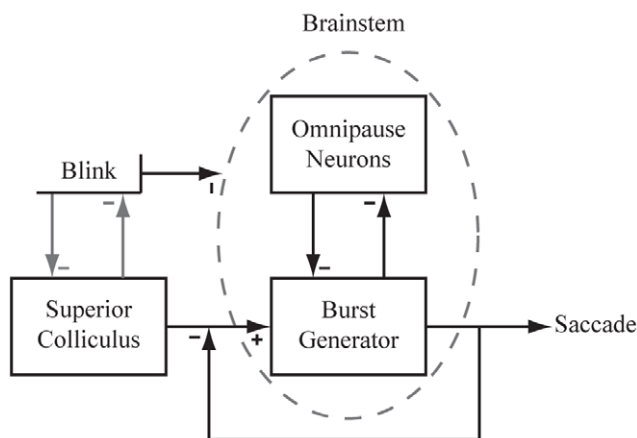 Brainstem
Omnipause
Neurons
Blink
-
-
-
-
-
-
Superior
Colliculus
Burst
Generator
Saccade
-
+